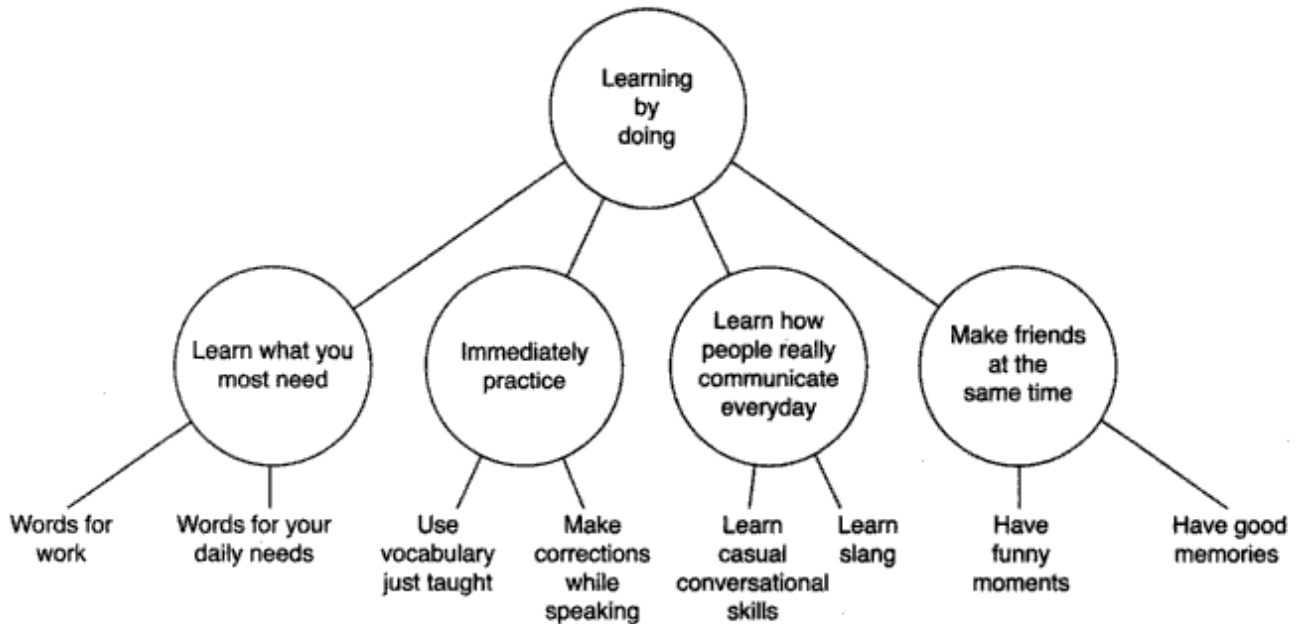 Learning
by
doing
Learn what you
most need
Immediately
practice
Learn how
people really
communicate
everyday
Make friends
at the
same time
Words for
work
Words for your
daily needs
Use
vocabulary
just taught
Make
corrections
while
speaking
Learn
casual
conversational
skills
Learn
slang
Have
funny
moments
Have good
memories